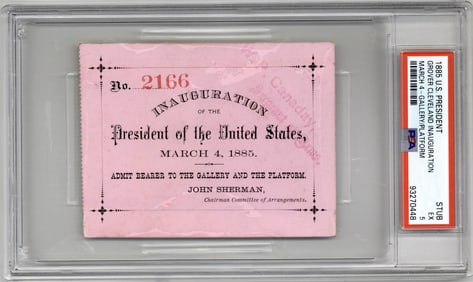 No. 2166
INAUGURATION
OF THE
President of the United States,
MARCH 4, 1885.
ADMIT BEARER TO THE GALLERY AND THE PLATFORM.
JOHN SHERMAN,
Chairman Committee of Arrangements.
1885 U.S. PRESIDENT
GROVER CLEVELAND INAUGURATION
MARCH 4-GALLERY/PLATFORM
PSA
STUB
EX
5
93270448